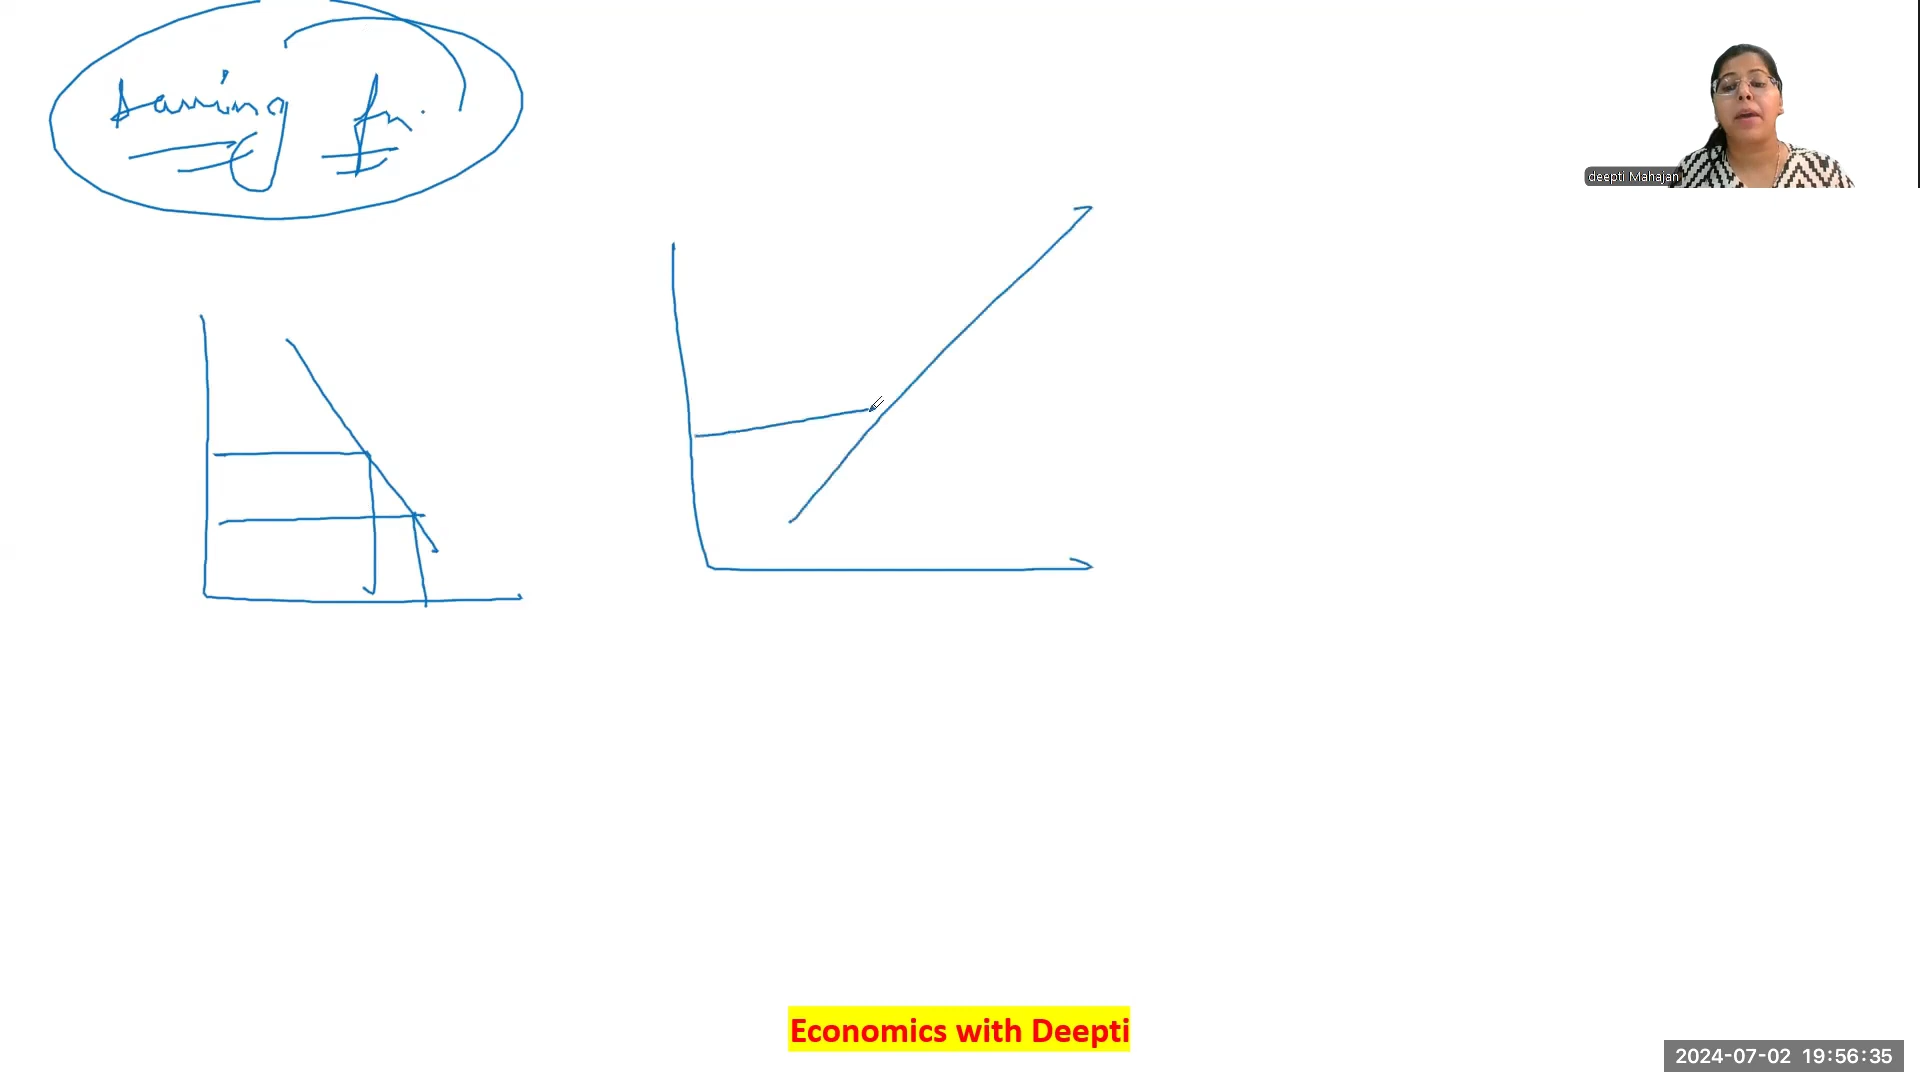 saving fn.
deepti Mahajan
Economics with Deepti
2024-07-02 19:56:35